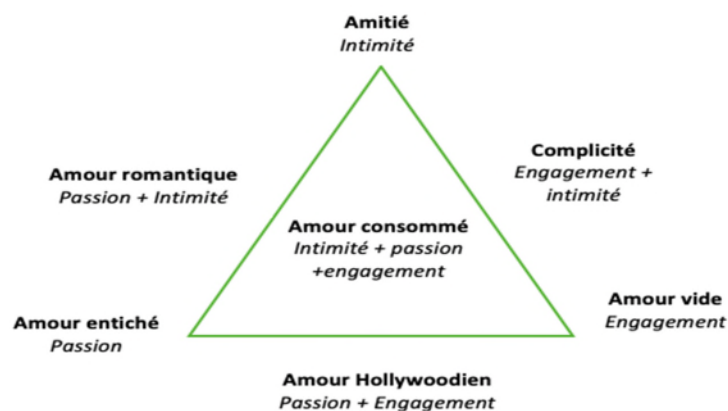 Amitié
Intimité
Amour romantique
Passion + Intimité
Complicité
Engagement +
intimité
Amour consommé
Intimité + passion
+engagement
Amour entiché
Passion
Amour vide
Engagement
Amour Hollywoodien
Passion + Engagement